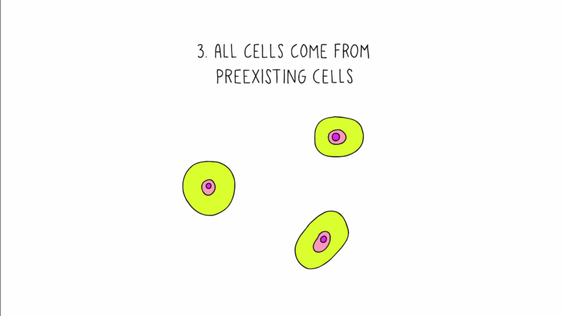 3. ALL CELLS COME FROM
PREEXISTING CELLS